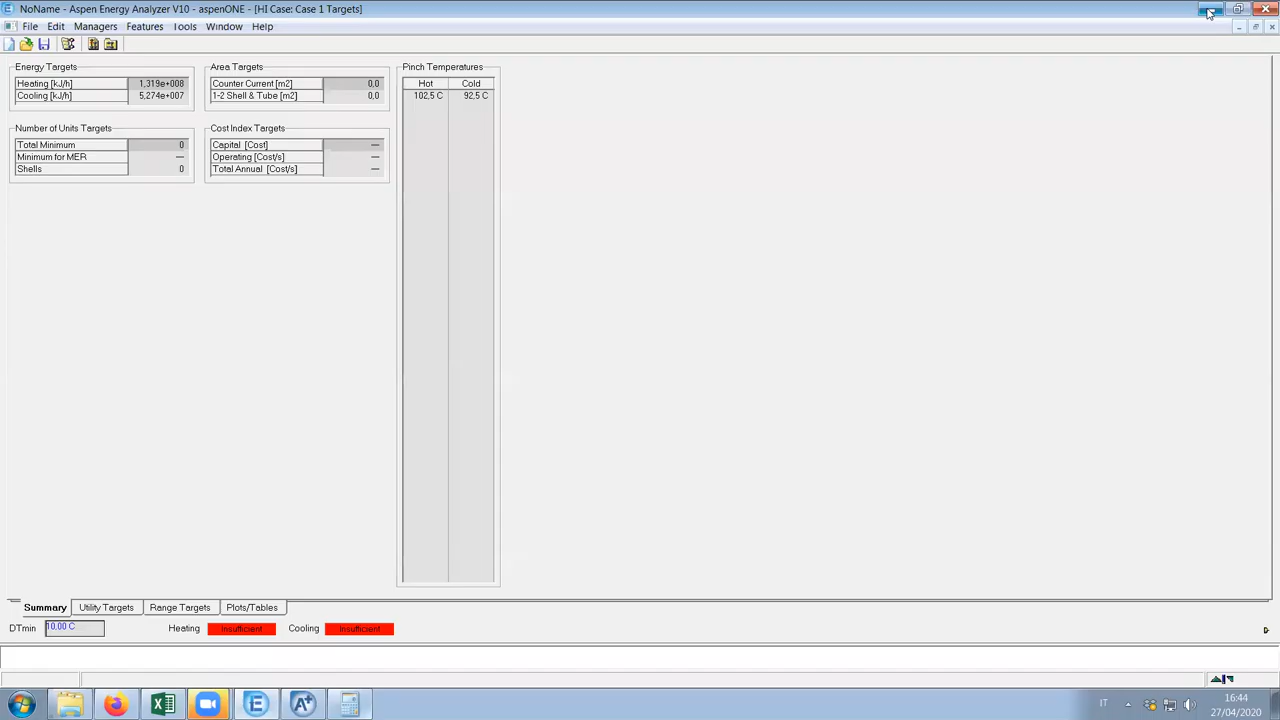 NoName - Aspen Energy Analyzer V10 - aspenONE - [HI Case: Case 1 Targets]
File Edit Managers Features Tools Window Help
Energy Targets
Heating [kJ/h] 1,319e+008
Cooling [kJ/h] 5,274e+007
Area Targets
Counter Current [m2] 0,0
1-2 Shell & Tube [m2] 0,0
Pinch Temperatures
Hot Cold
102,5 C 92,5 C
Number of Units Targets
Total Minimum 0
Minimum for MER ---
Shells 0
Cost Index Targets
Capital [Cost] ---
Operating [Cost/s] ---
Total Annual [Cost/s] ---
Summary Utility Targets Range Targets Plots/Tables
DTmin 10.00 C Heating Insufficient Cooling Insufficient
IT
16:44
27/04/2020